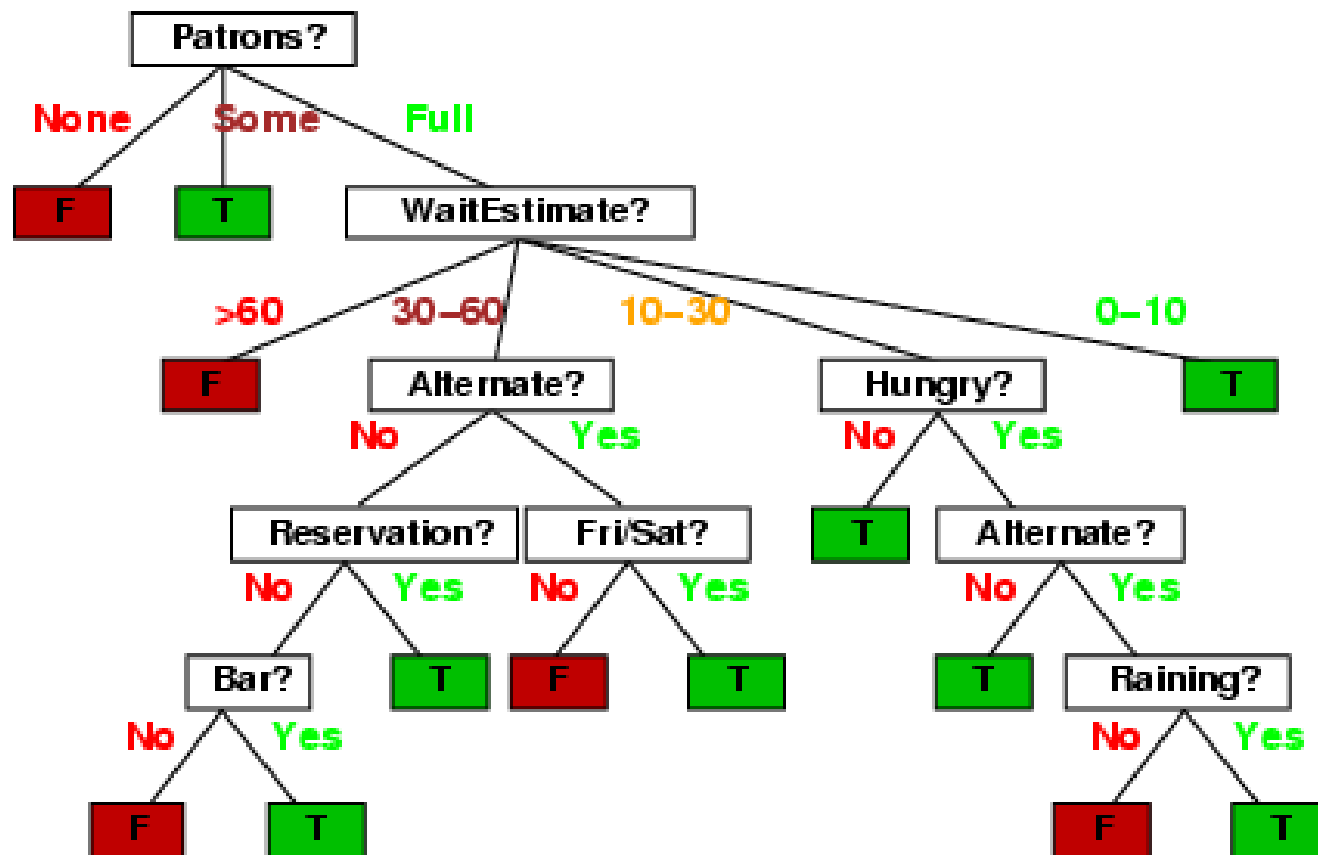 Patrons?
None Some Full
F T WaitEstimate?
>60 30–60 10–30 0–10
F Alternate? Hungry? T
No Yes No Yes
Reservation? Fri/Sat? T Alternate?
No Yes No Yes No Yes
Bar? T F T T Raining?
No Yes No Yes
F T F T